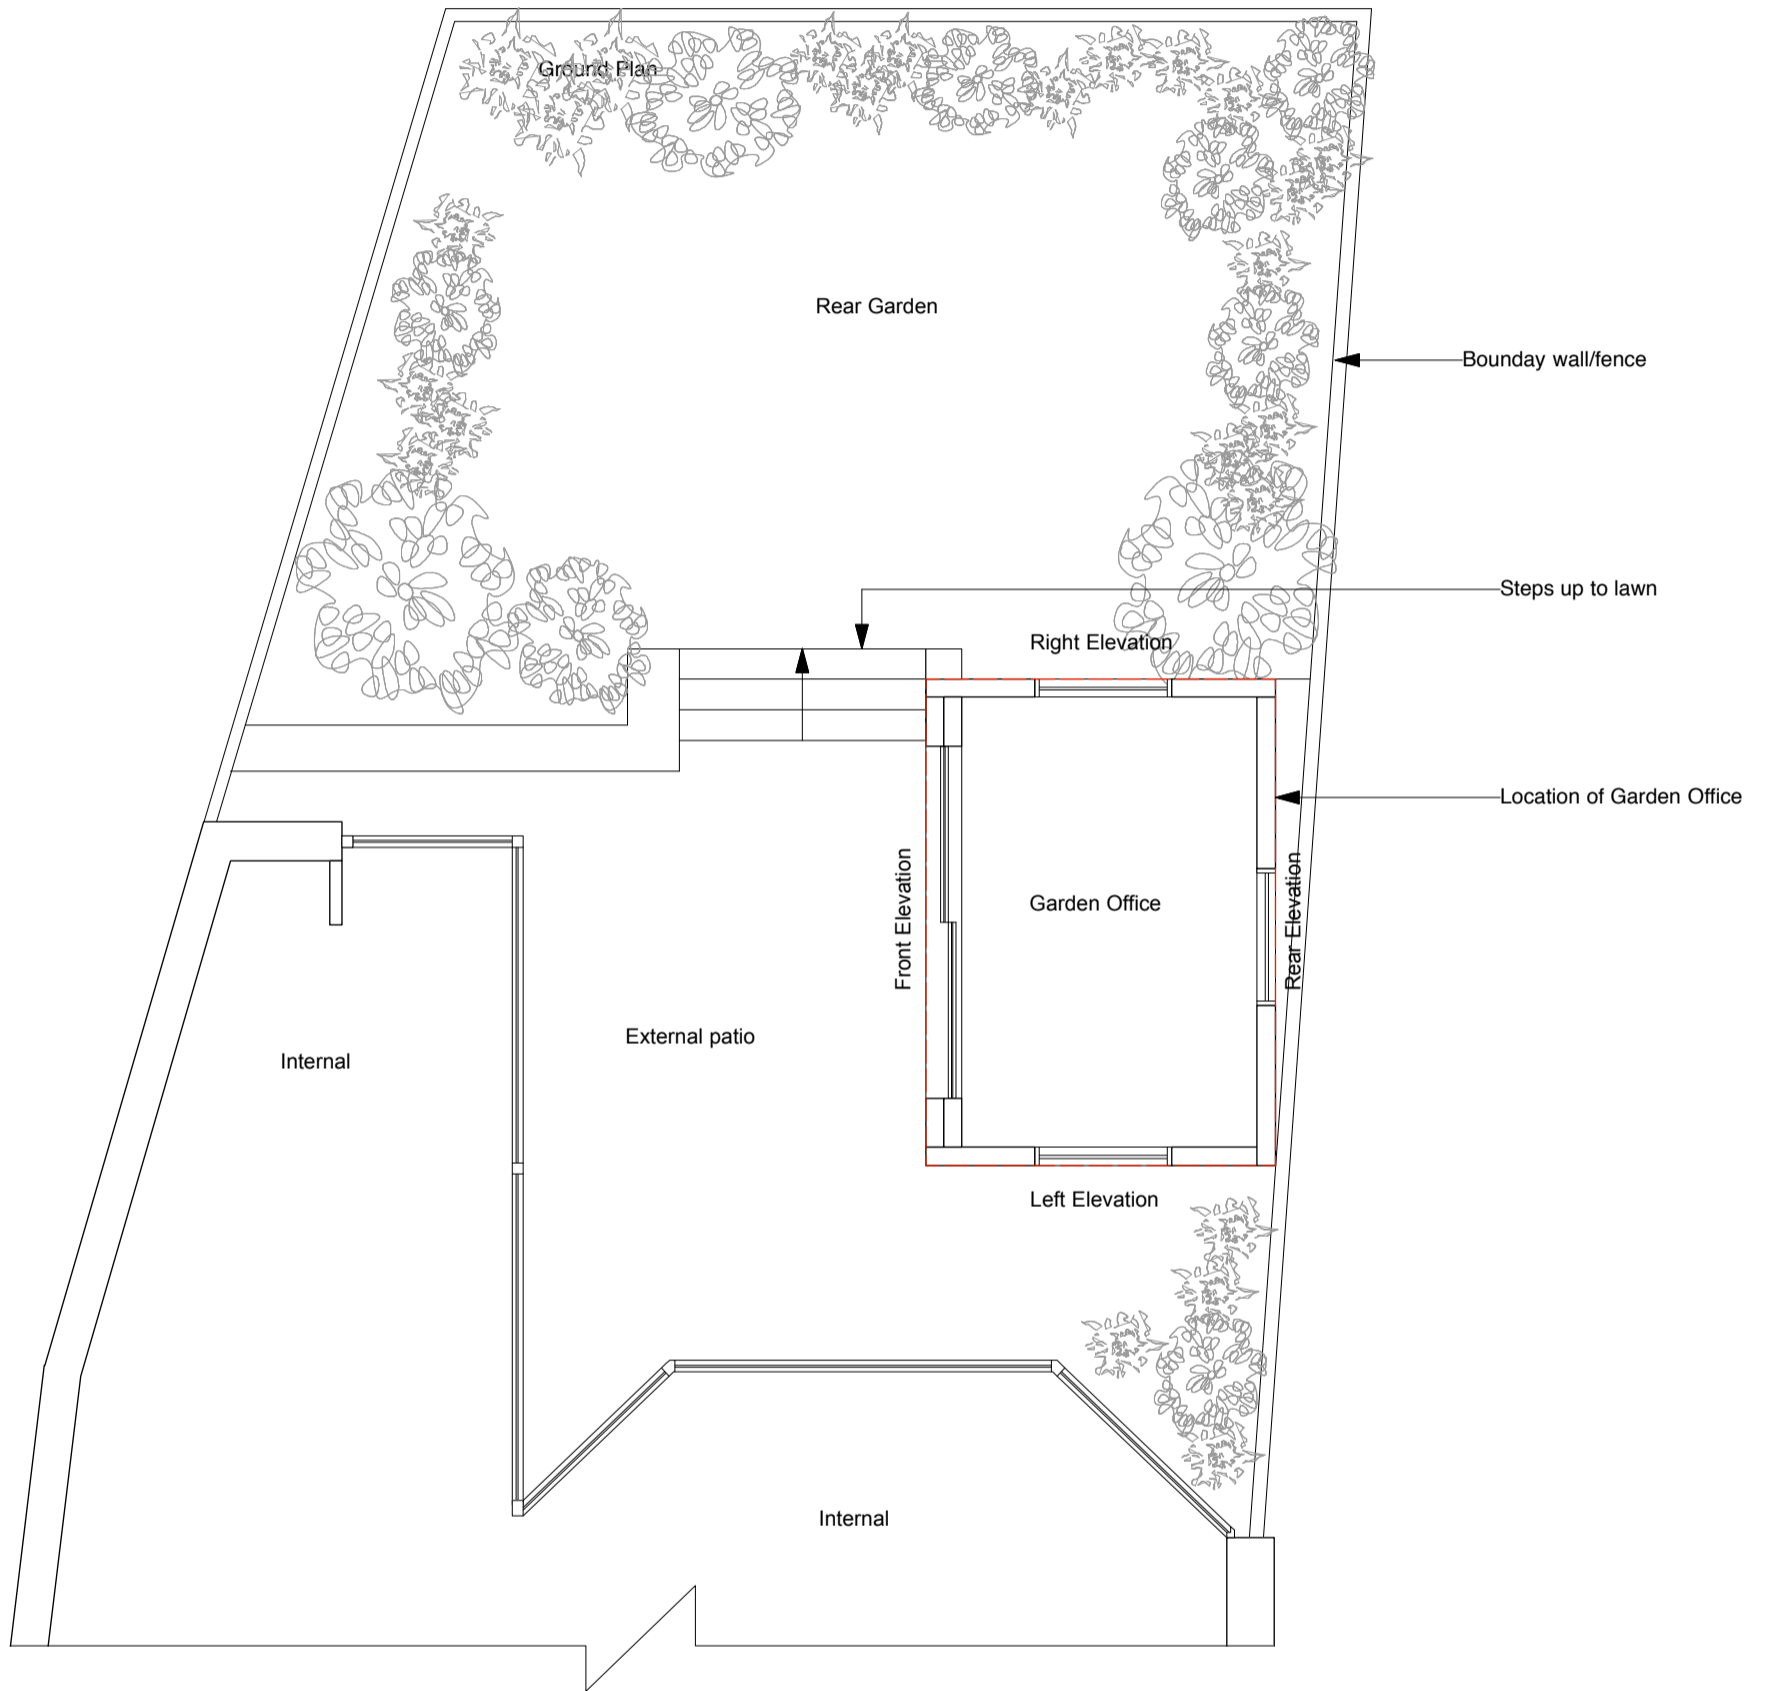 Ground Plan
Rear Garden
Bounday wall/fence
Steps up to lawn
Right Elevation
Location of Garden Office
Front Elevation
Garden Office
Rear Elevation
External patio
Internal
Left Elevation
Internal